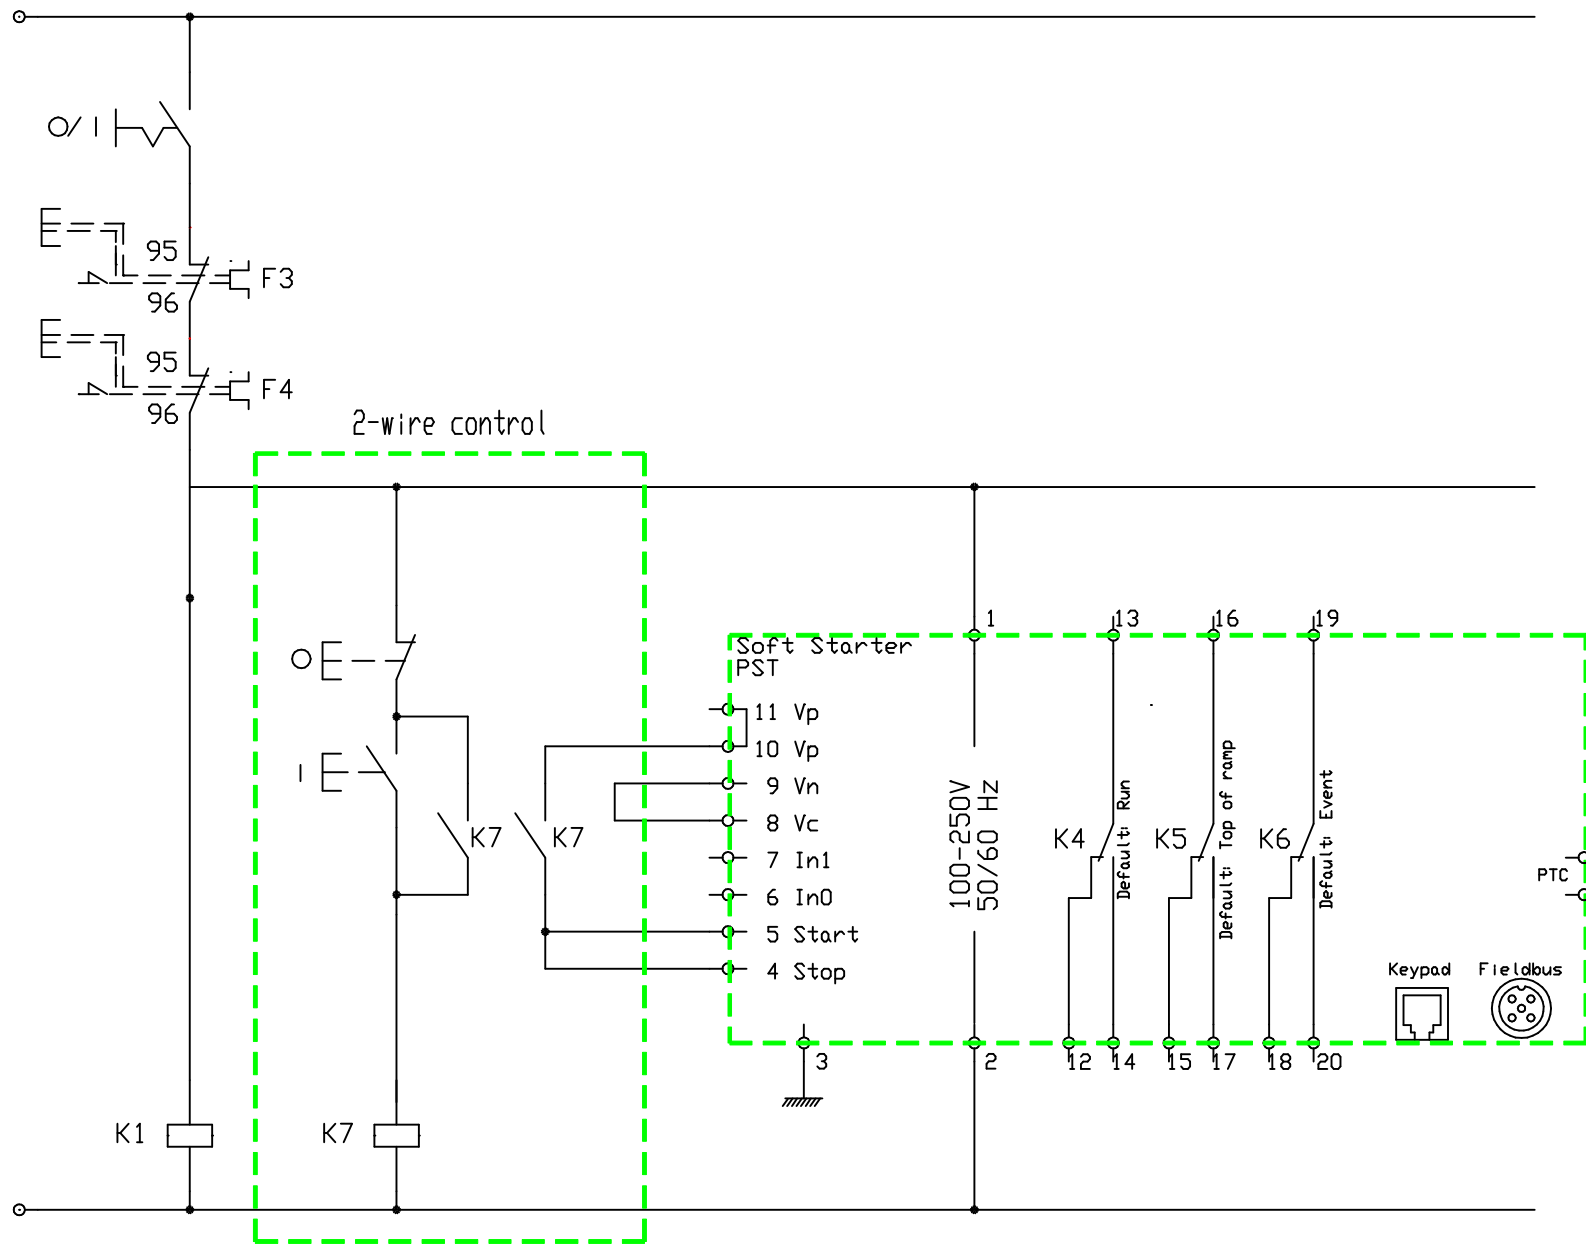 O/I
95
F3
96
95
F4
96
2-wire control
1
13
16
19
Soft Starter
PST
O
11 Vp
10 Vp
I
9 Vn
8 Vc
K7
K7
7 In1
6 In0
5 Start
4 Stop
100-250V
50/60 Hz
K4
Default: Run
K5
Default: Top of ramp
K6
Default: Event
PTC
Keypad
Fieldbus
3
2
12
14
15
17
18
20
K1
K7